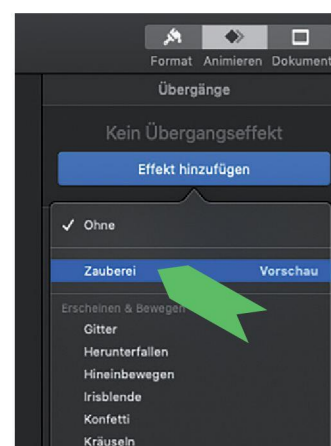 Format Animieren Dokument
Übergänge
Kein Übergangseffekt
Effekt hinzufügen
✓ Ohne
Zauberei Vorschau
Erscheinen & Bewegen
Gitter
Herunterfallen
Hineinbewegen
Irisblende
Konfetti
Kräuseln